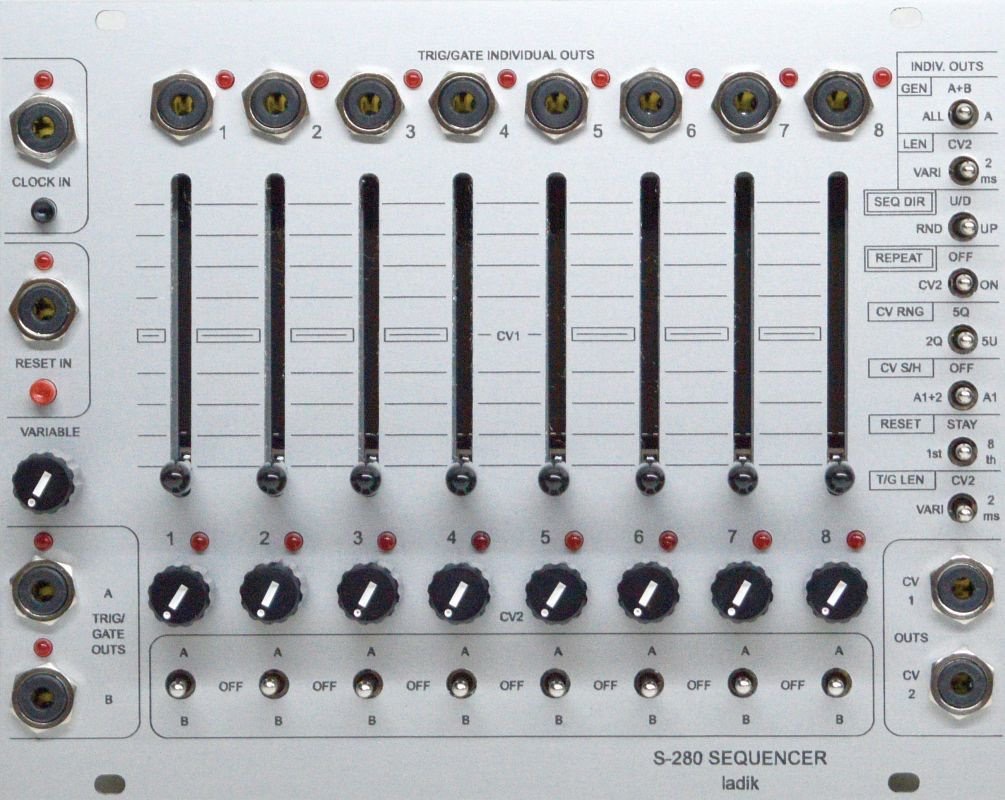 TRIG/GATE INDIVIDUAL OUTS
1 2 3 4 5 6 7 8
CLOCK IN
RESET IN
VARIABLE
CV1
INDIV. OUTS
GEN A+B
ALL A
LEN CV2
VARI 2 ms
SEQ DIR U/D
RND UP
REPEAT OFF
CV2 ON
CV RNG 5Q
2Q 5U
CV S/H OFF
A1+2 A1
RESET STAY
1st 8 th
T/G LEN CV2
VARI 2 ms
1 2 3 4 5 6 7 8
CV2
A
TRIG/
GATE
OUTS
B
A A A A A A A A
OFF OFF OFF OFF OFF OFF OFF
B B B B B B B B
CV
1
OUTS
CV
2
S-280 SEQUENCER
ladik